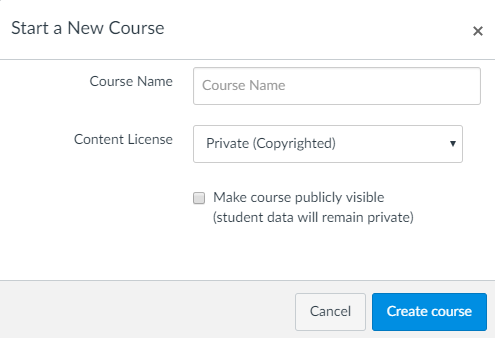 Start a New Course
Course Name
Course Name
Content License
Private (Copyrighted)
Make course publicly visible
(student data will remain private)
Cancel
Create course